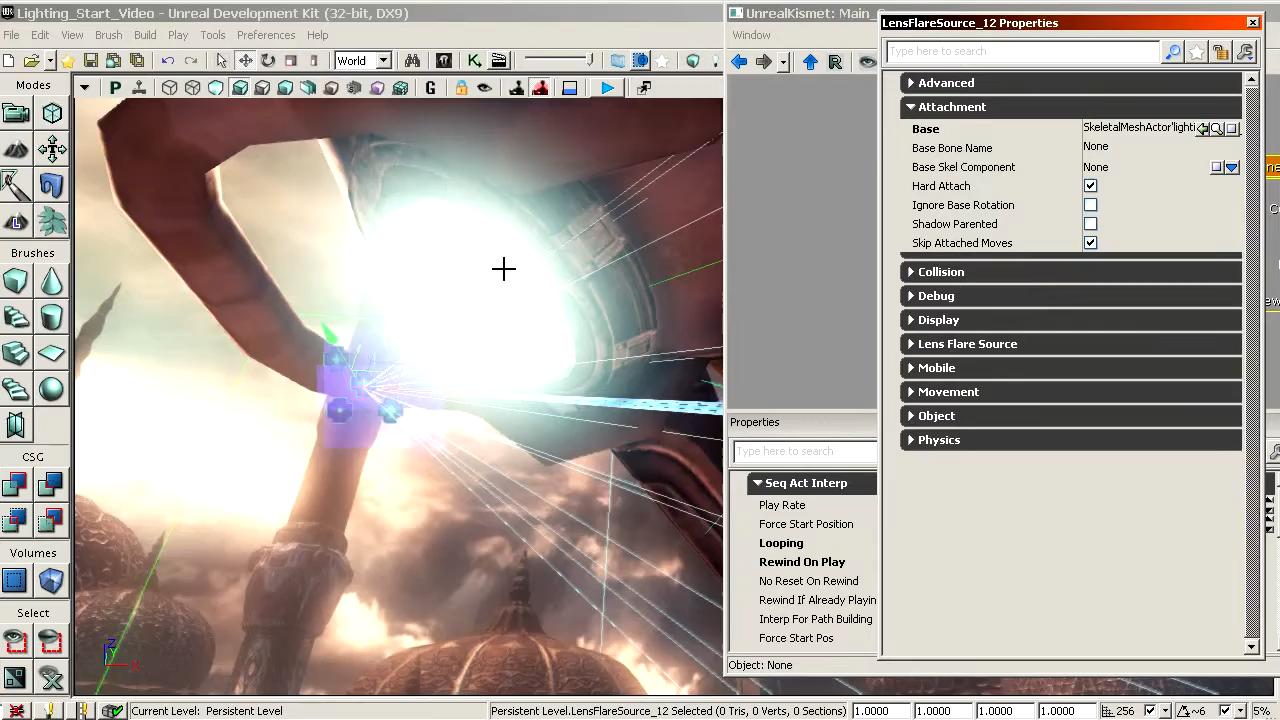 Lighting_Start_Video - Unreal Development Kit (32-bit, DX9)
UnrealKismet: Main_
LensFlareSource_12 Properties
File Edit View Brush Build Play Tools Preferences Help
Window
Type here to search
World
Modes
P
G
R
Advanced
Attachment
Base
SkeletalMeshActor'lighti
Base Bone Name
None
Base Skel Component
None
Hard Attach
Ignore Base Rotation
Shadow Parented
Skip Attached Moves
Brushes
Collision
Debug
Display
Lens Flare Source
Mobile
Movement
Object
Physics
Properties
Type here to search
CSG
Seq Act Interp
Play Rate
Force Start Position
Looping
Rewind On Play
No Reset On Rewind
Rewind If Already Playin
Interp For Path Building
Force Start Pos
Volumes
Select
Z
X
Object: None
Current Level: Persistent Level
Persistent Level.LensFlareSource_12 Selected (0 Tris, 0 Verts, 0 Sections)
1.0000
1.0000
1.0000
1.0000
256
~6
5%